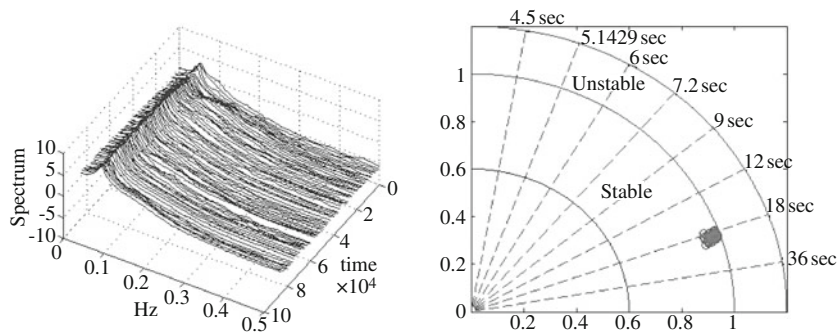 10
5
0
-5
-10
Spectrum
0
0.1
0.2
0.3
0.4
0.5
Hz
0
2
4
6
8
10
time
×10⁴
4.5 sec
5.1429 sec
6 sec
7.2 sec
9 sec
12 sec
18 sec
36 sec
Unstable
Stable
1
0.8
0.6
0.4
0.2
0
0.2
0.4
0.6
0.8
1